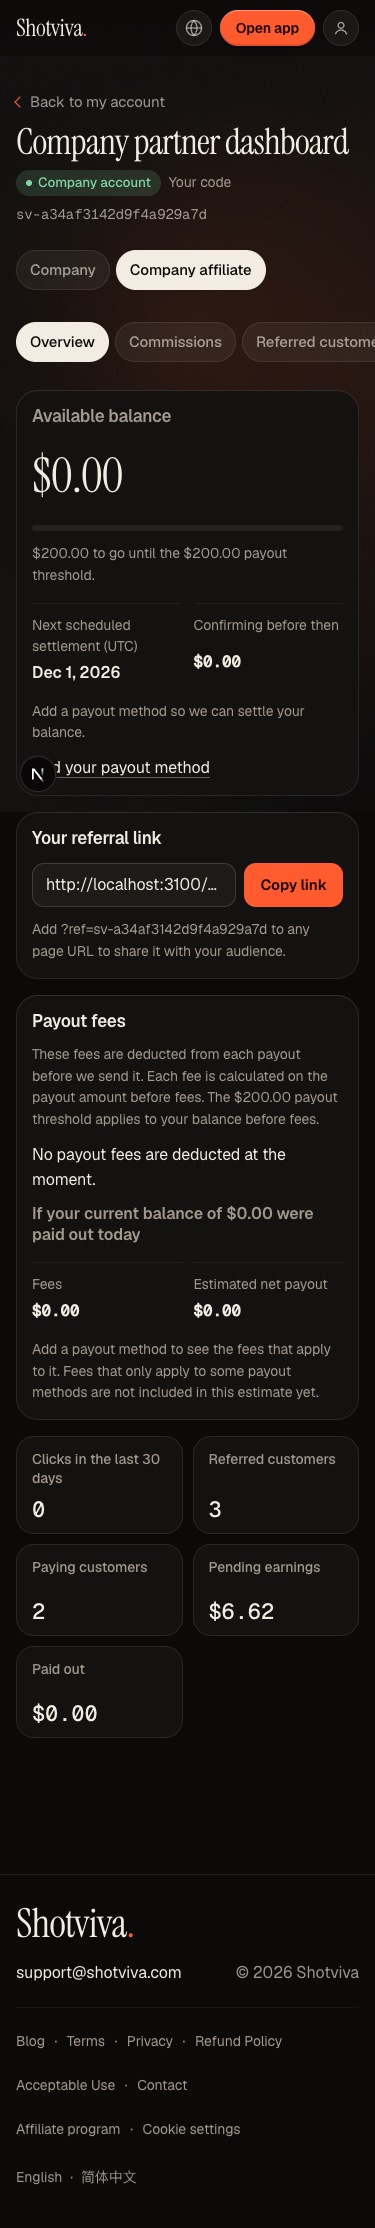 Shotviva.
Open app
Back to my account
Company partner dashboard
Company account Your code
sv-a34af3142d9f4a929a7d
Company Company affiliate
Overview Commissions Referred custome
Available balance
$0.00
$200.00 to go until the $200.00 payout
threshold.
Next scheduled
settlement (UTC)
Dec 1, 2026
Confirming before then
$0.00
Add a payout method so we can settle your
balance.
N
d your payout method
Your referral link
http://localhost:3100/... Copy link
Add ?ref=sv-a34af3142d9f4a929a7d to any
page URL to share it with your audience.
Payout fees
These fees are deducted from each payout
before we send it. Each fee is calculated on the
payout amount before fees. The $200.00 payout
threshold applies to your balance before fees.
No payout fees are deducted at the
moment.
If your current balance of $0.00 were
paid out today
Fees
$0.00
Estimated net payout
$0.00
Add a payout method to see the fees that apply
to it. Fees that only apply to some payout
methods are not included in this estimate yet.
Clicks in the last 30
days
0
Referred customers
3
Paying customers
2
Pending earnings
$6.62
Paid out
$0.00
Shotviva.
support@shotviva.com © 2026 Shotviva
Blog · Terms · Privacy · Refund Policy
Acceptable Use · Contact
Affiliate program · Cookie settings
English · 简体中文